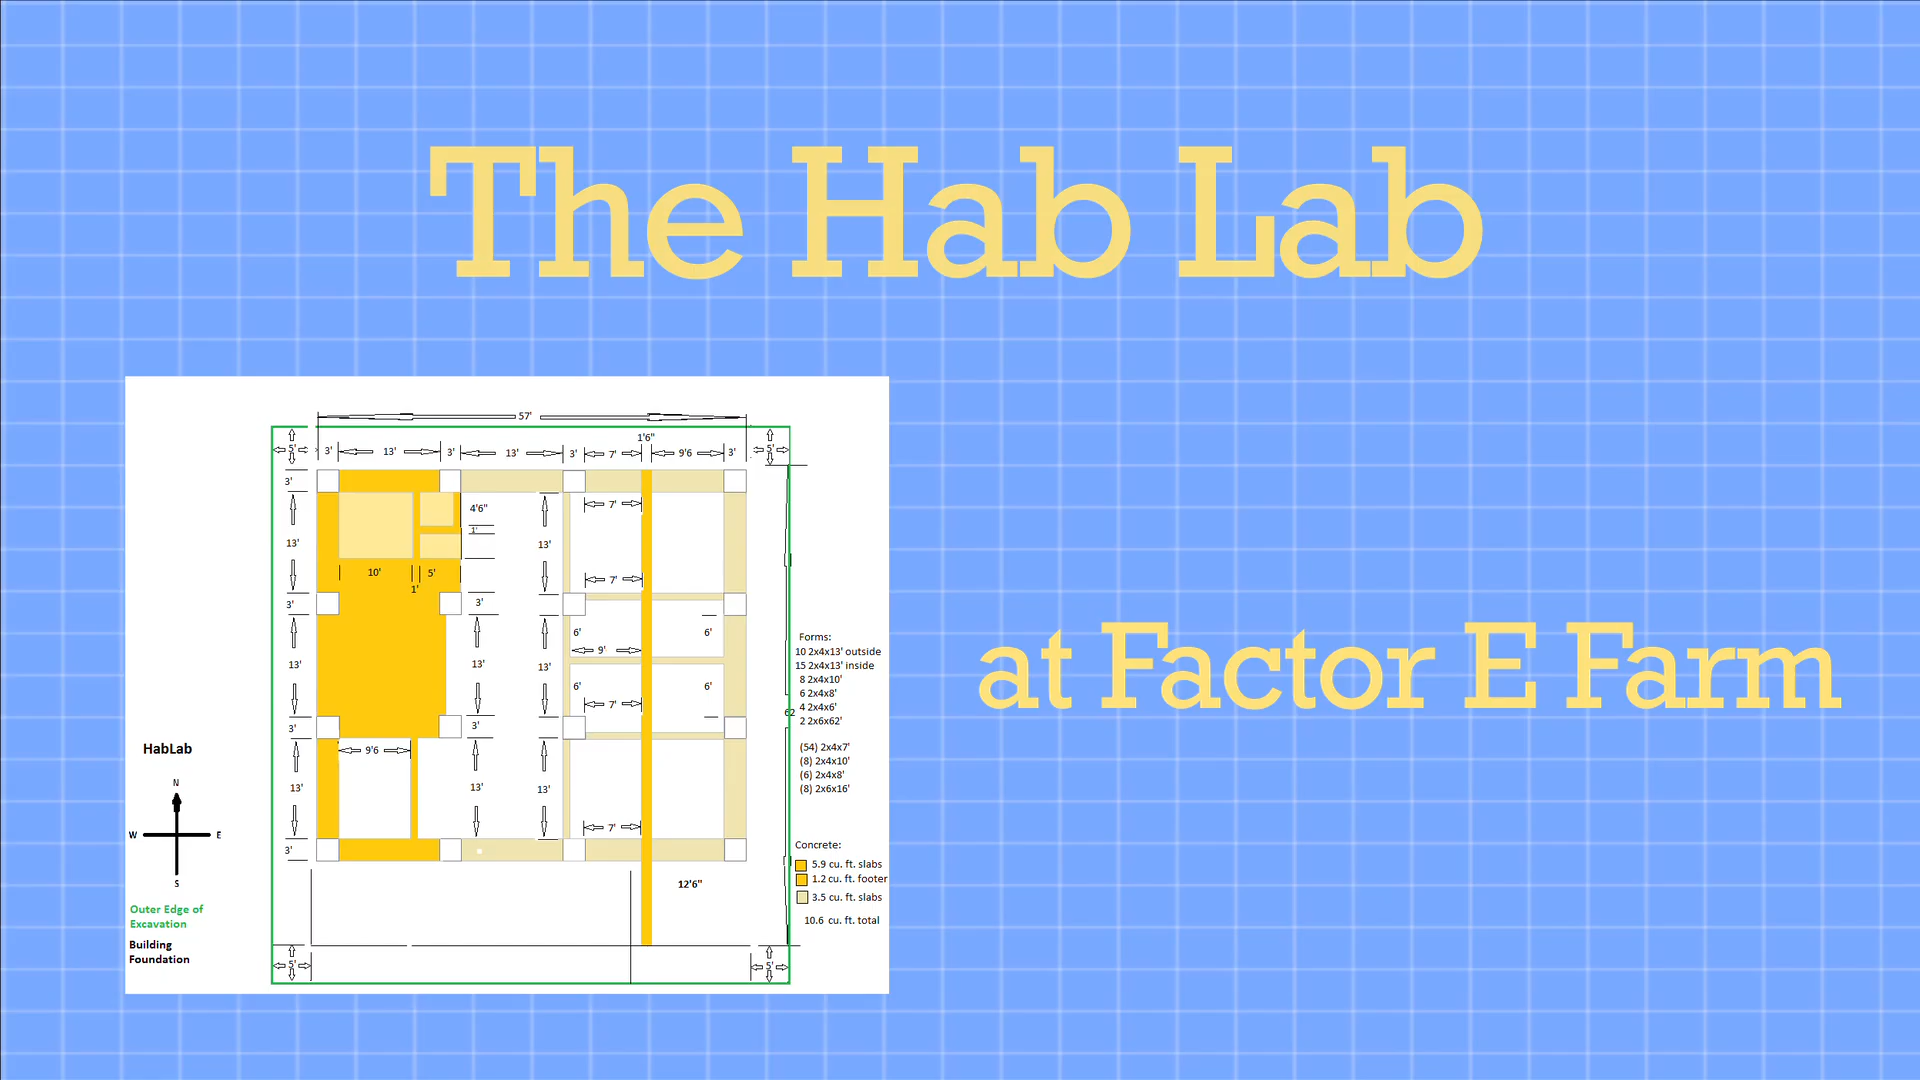 The Hab Lab
at Factor E Farm
57'
1'6"
5' 3' 13' 3' 13' 3' 7' 9'6 3' 5'
3'
7'
4'6"
1'
13' 13'
10' 5' 7'
1'
3' 3'
6' 6'
9'
13' 13' 13'
6' 6'
7'
62
3' 3'
9'6
13' 13' 13'
7'
3'
12'6"
5' 5'
Forms:
10 2x4x13' outside
15 2x4x13' inside
8 2x4x10'
6 2x4x8'
4 2x4x6'
2 2x6x62'
(54) 2x4x7'
(8) 2x4x10'
(6) 2x4x8'
(8) 2x6x16'
Concrete:
5.9 cu. ft. slabs
1.2 cu. ft. footer
3.5 cu. ft. slabs
10.6 cu. ft. total
HabLab
N
W E
S
Outer Edge of
Excavation
Building
Foundation